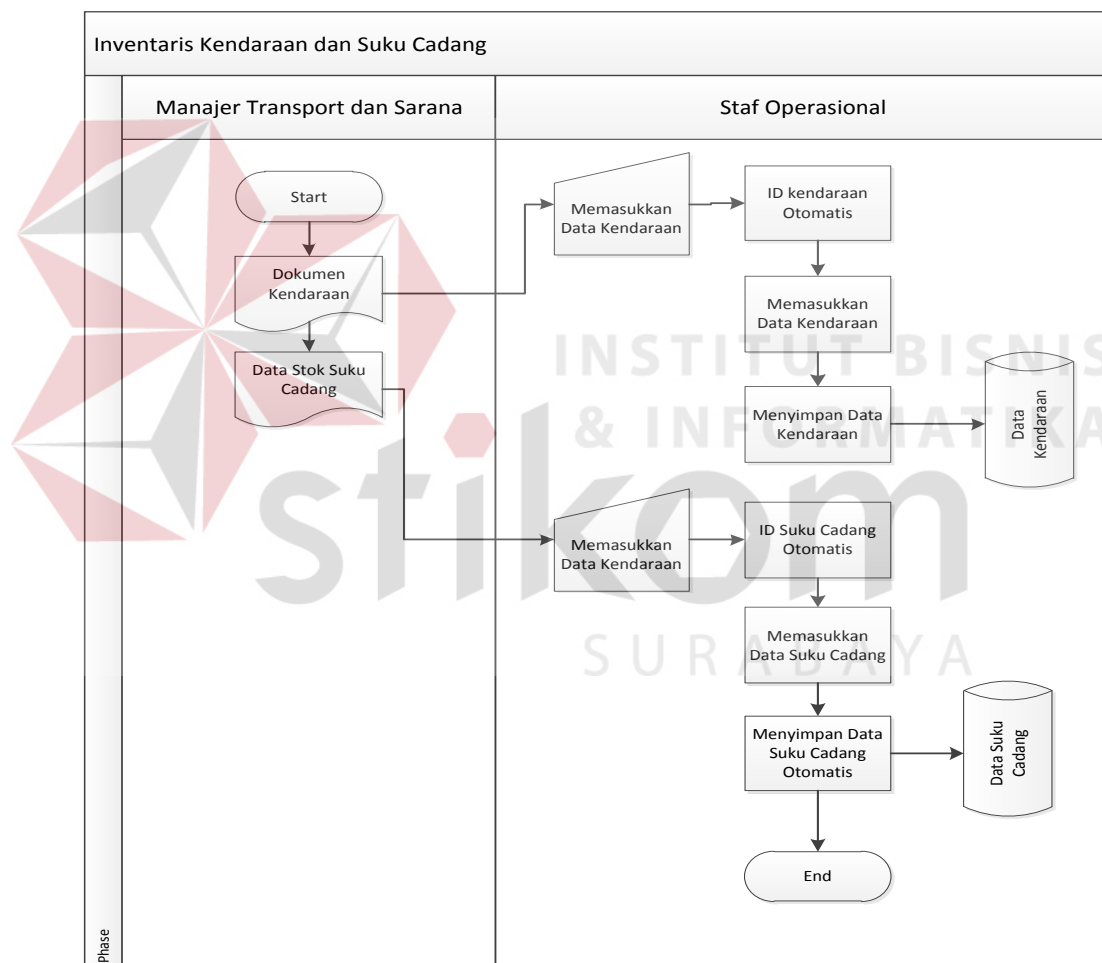 Inventaris Kendaraan dan Suku Cadang
Manajer Transport dan Sarana
Staf Operasional
Start
Dokumen
Kendaraan
Data Stok Suku
Cadang
Memasukkan
Data Kendaraan
ID kendaraan
Otomatis
Memasukkan
Data Kendaraan
Menyimpan Data
Kendaraan
Data
Kendaraan
Memasukkan
Data Kendaraan
ID Suku Cadang
Otomatis
Memasukkan
Data Suku Cadang
Menyimpan Data
Suku Cadang
Otomatis
Data Suku
Cadang
End
Phase
INSTITUT BISNIS
& INFORMATIKA
stikom
SURABAYA